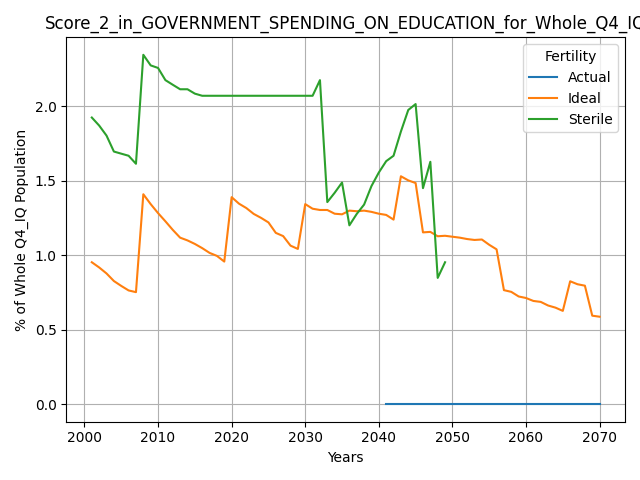 Score_2_in_GOVERNMENT_SPENDING_ON_EDUCATION_for_Whole_Q4_IQ
Fertility
Actual
Ideal
Sterile
% of Whole Q4_IQ Population
2.0
1.5
1.0
0.5
0.0
2000 2010 2020 2030 2040 2050 2060 2070
Years